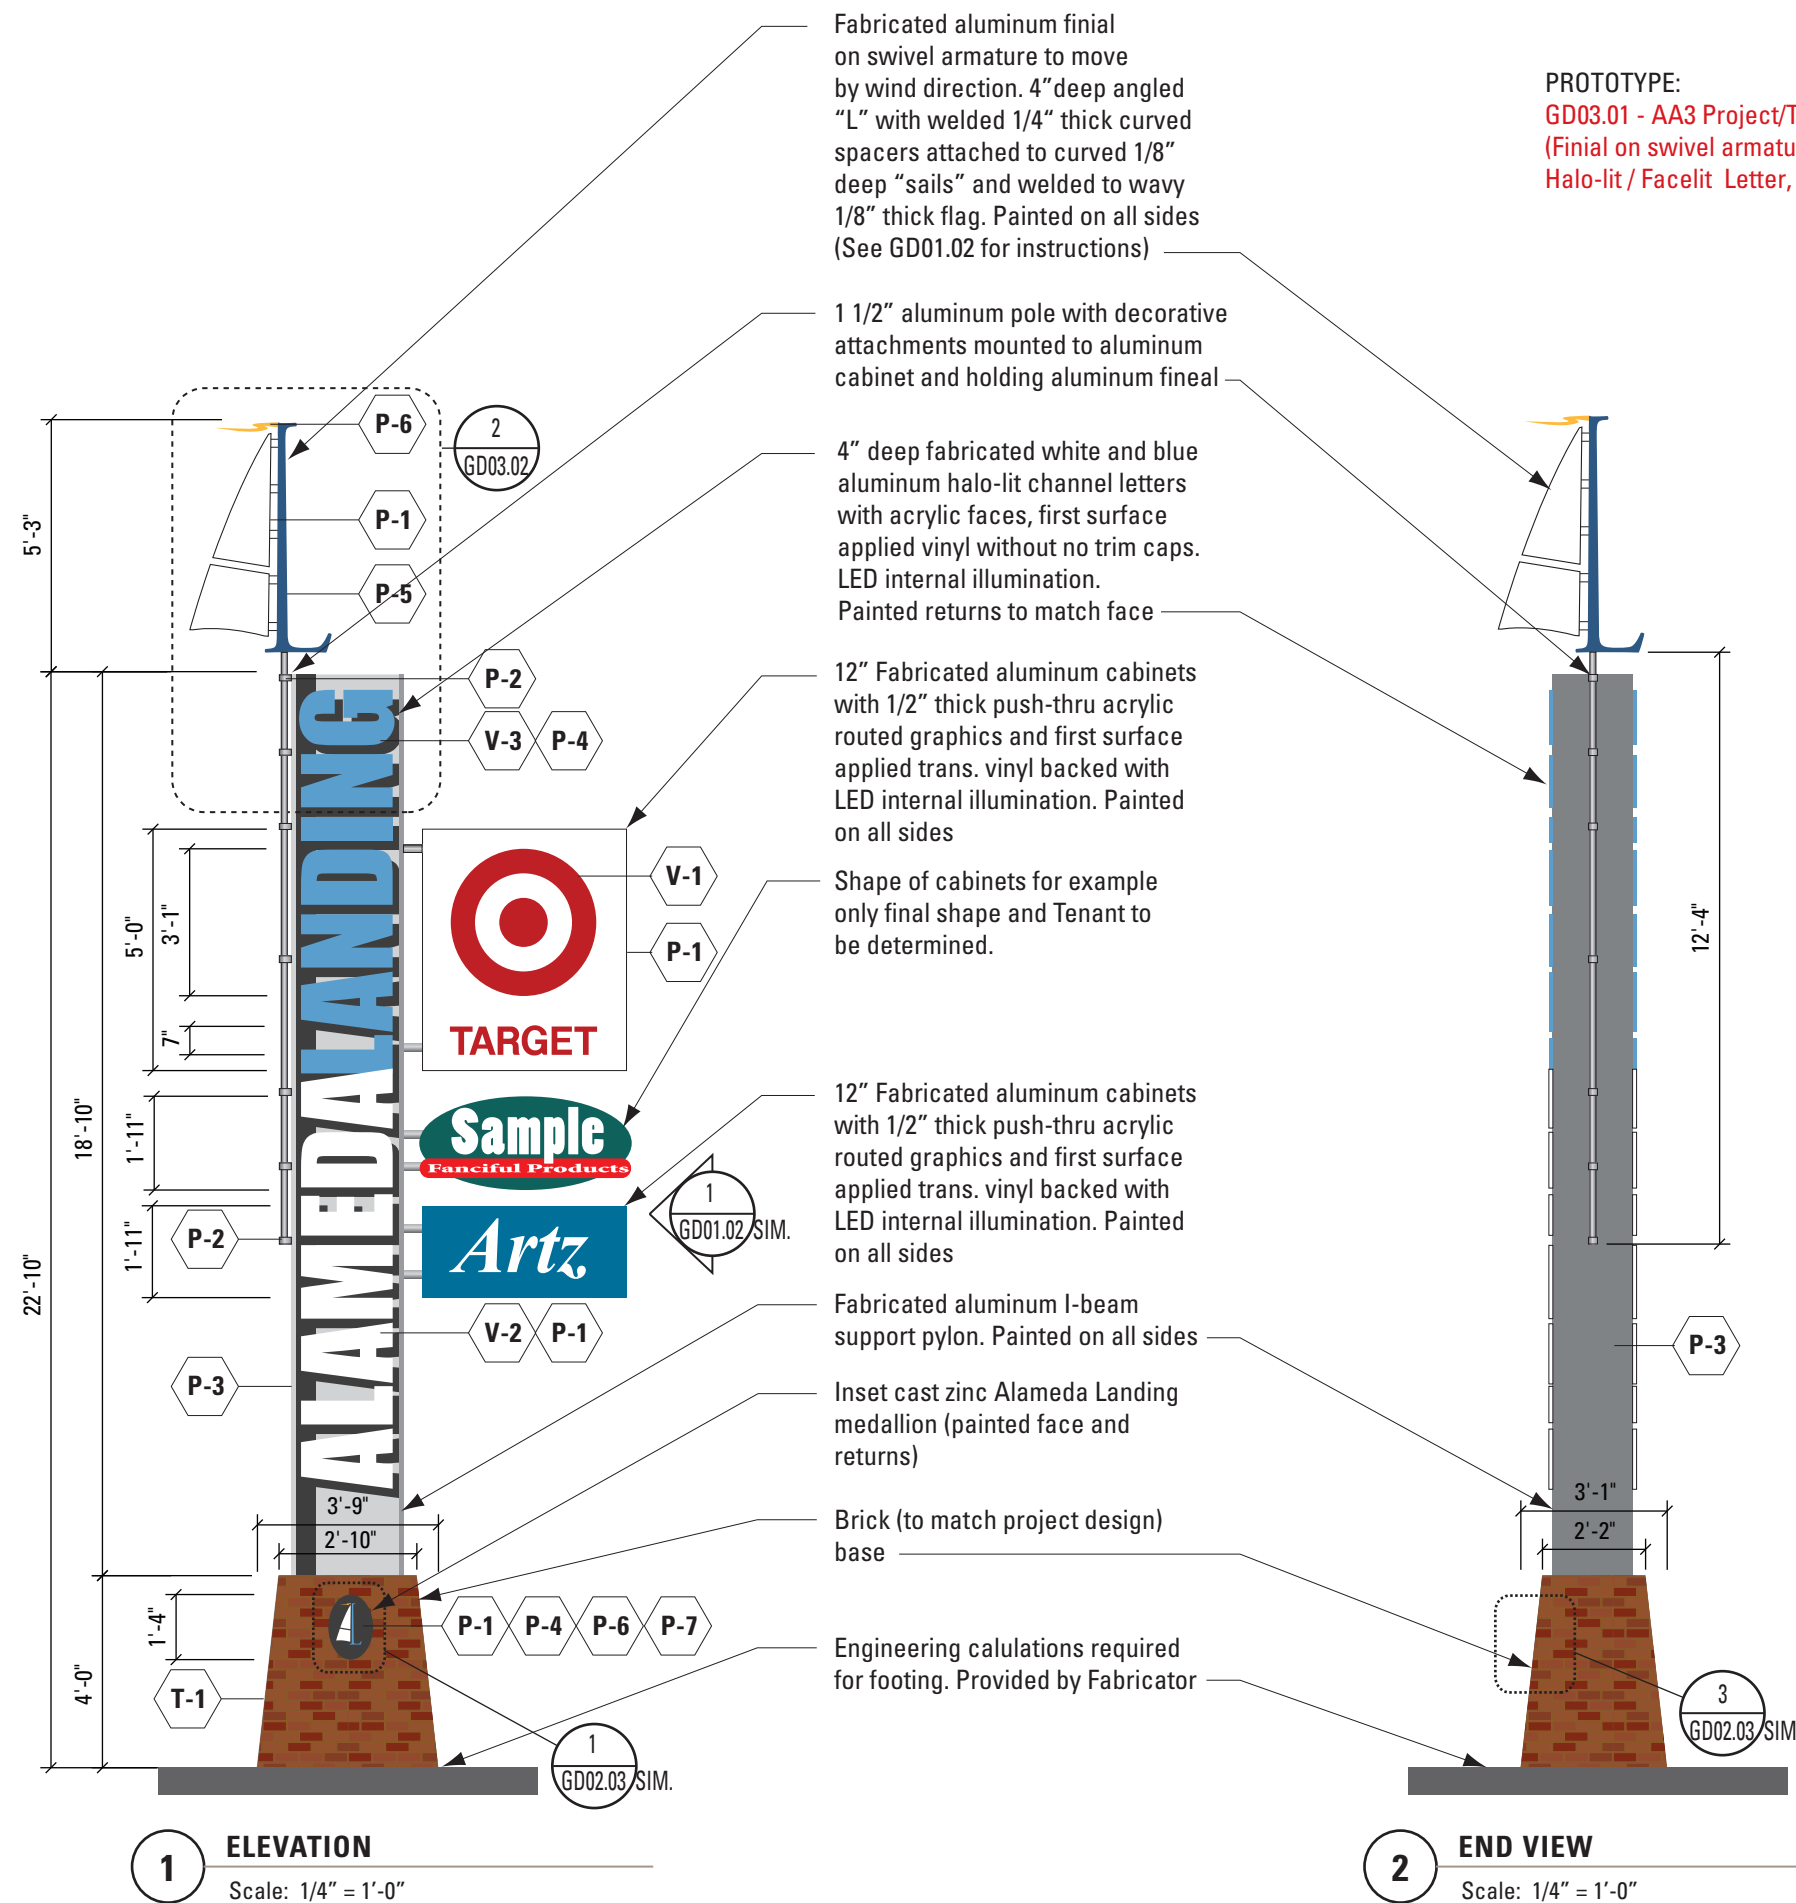 Fabricated aluminum finial
on swivel armature to move
by wind direction. 4”deep angled
“L” with welded 1/4“ thick curved
spacers attached to curved 1/8”
deep “sails” and welded to wavy
1/8” thick flag. Painted on all sides
(See GD01.02 for instructions)
PROTOTYPE:
GD03.01 - AA3 Project/T
(Finial on swivel armatu
Halo-lit / Facelit Letter,
1 1/2” aluminum pole with decorative
attachments mounted to aluminum
cabinet and holding aluminum fineal
4” deep fabricated white and blue
aluminum halo-lit channel letters
with acrylic faces, first surface
applied vinyl without no trim caps.
LED internal illumination.
Painted returns to match face
12” Fabricated aluminum cabinets
with 1/2” thick push-thru acrylic
routed graphics and first surface
applied trans. vinyl backed with
LED internal illumination. Painted
on all sides
Shape of cabinets for example
only final shape and Tenant to
be determined.
12” Fabricated aluminum cabinets
with 1/2” thick push-thru acrylic
routed graphics and first surface
applied trans. vinyl backed with
LED internal illumination. Painted
on all sides
Fabricated aluminum I-beam
support pylon. Painted on all sides
Inset cast zinc Alameda Landing
medallion (painted face and
returns)
Brick (to match project design)
base
Engineering calulations required
for footing. Provided by Fabricator
P-6
2
GD03.02
P-1
P-5
5'-3"
P-2
V-3 P-4
ALAMEDALANDING
V-1
P-1
TARGET
5'-0"
3'-1"
7"
18'-10"
1'-11"
Sample
Fanciful Products
1'-11"
P-2
Artz
1
GD01.02 SIM.
22'-10"
V-2 P-1
P-3
3'-9"
2'-10"
1'-4"
4'-0"
L
P-1 P-4 P-6 P-7
T-1
1
GD02.03 SIM.
L
12'-4"
P-3
3'-1"
2'-2"
3
GD02.03 SIM
1 ELEVATION
Scale: 1/4” = 1’-0”
2 END VIEW
Scale: 1/4” = 1’-0”